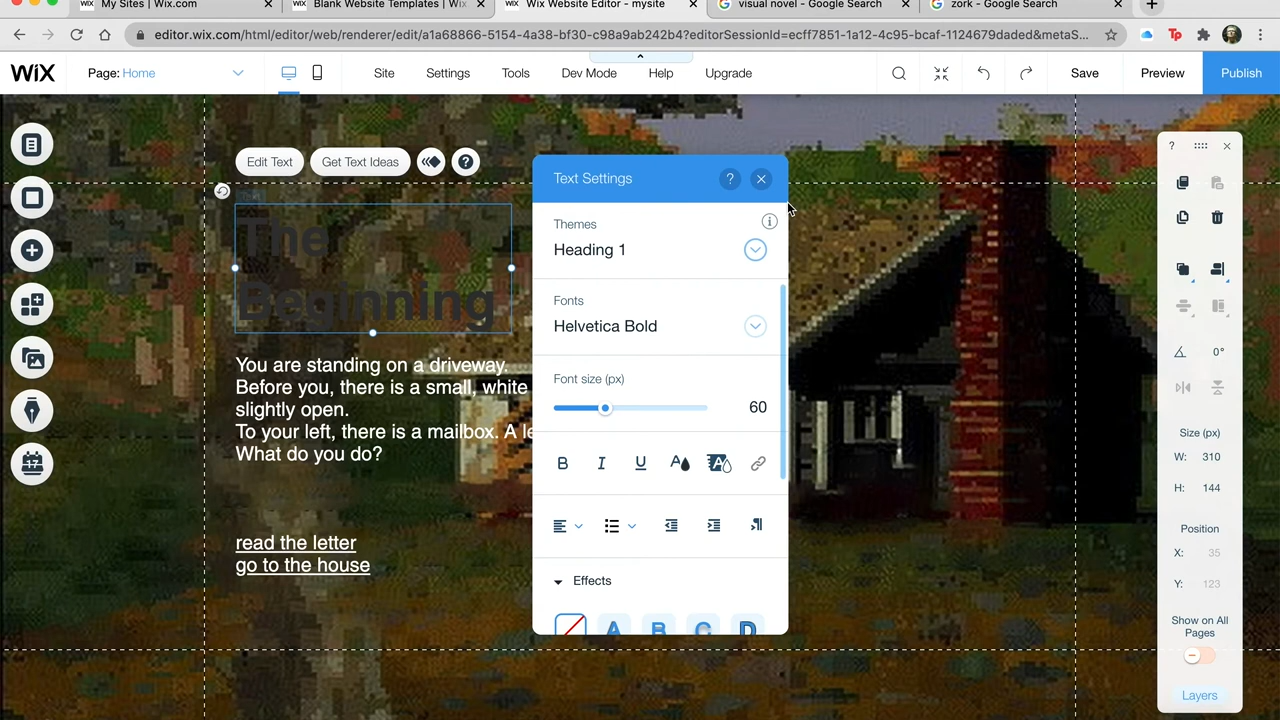 My Sites | Wix.com
Blank Website Templates | Wix
Wix Website Editor - mysite
visual novel - Google Search
zork - Google Search
editor.wix.com/html/editor/web/renderer/edit/a1a68866-5154-4a38-bf30-c98a9ab242b4?editorSessionId=ecff7851-1a12-4c95-bcaf-1124679daded&metaS...
WiX
Page: Home
Site
Settings
Tools
Dev Mode
Help
Upgrade
Save
Preview
Publish
Edit Text
Get Text Ideas
The
Beginning
You are standing on a driveway.
Before you, there is a small, white
slightly open.
To your left, there is a mailbox. A le
What do you do?
read the letter
go to the house
17
Text Settings
Themes
Heading 1
Fonts
Helvetica Bold
Font size (px)
60
B I U A A
Effects
A B C D
0°
Size (px)
W: 310
H: 144
Position
X: 35
Y: 123
Show on All
Pages
Layers